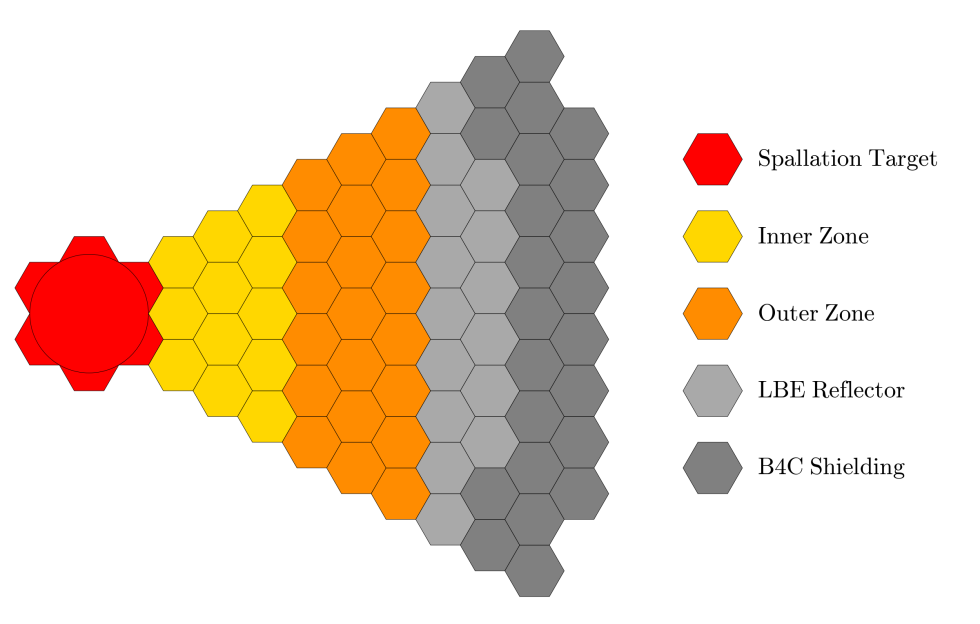 Spallation Target
Inner Zone
Outer Zone
LBE Reflector
B4C Shielding